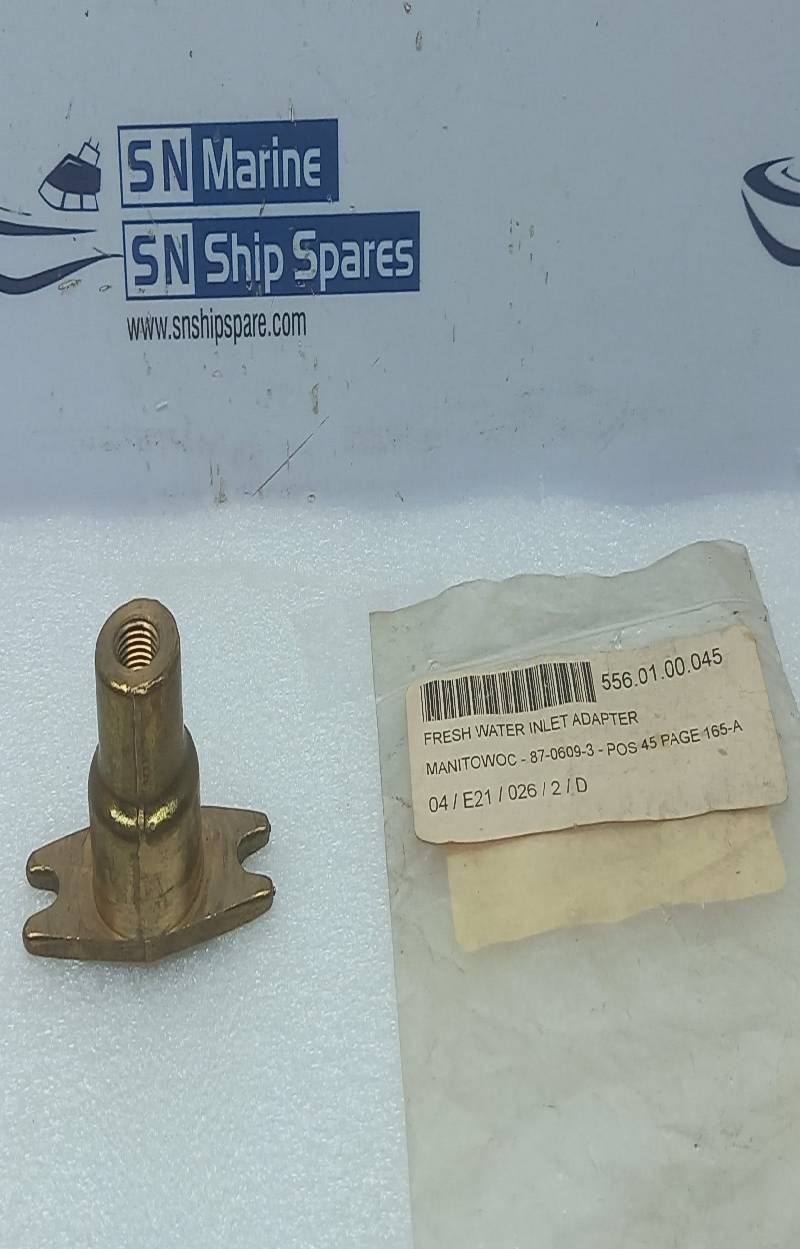 SN Marine
SN Ship Spares
www.snshipspare.com
556.01.00.045
FRESH WATER INLET ADAPTER
MANITOWOC - 87-0609-3 - POS 45 PAGE 165-A
04 / E21 / 026 / 2 / D